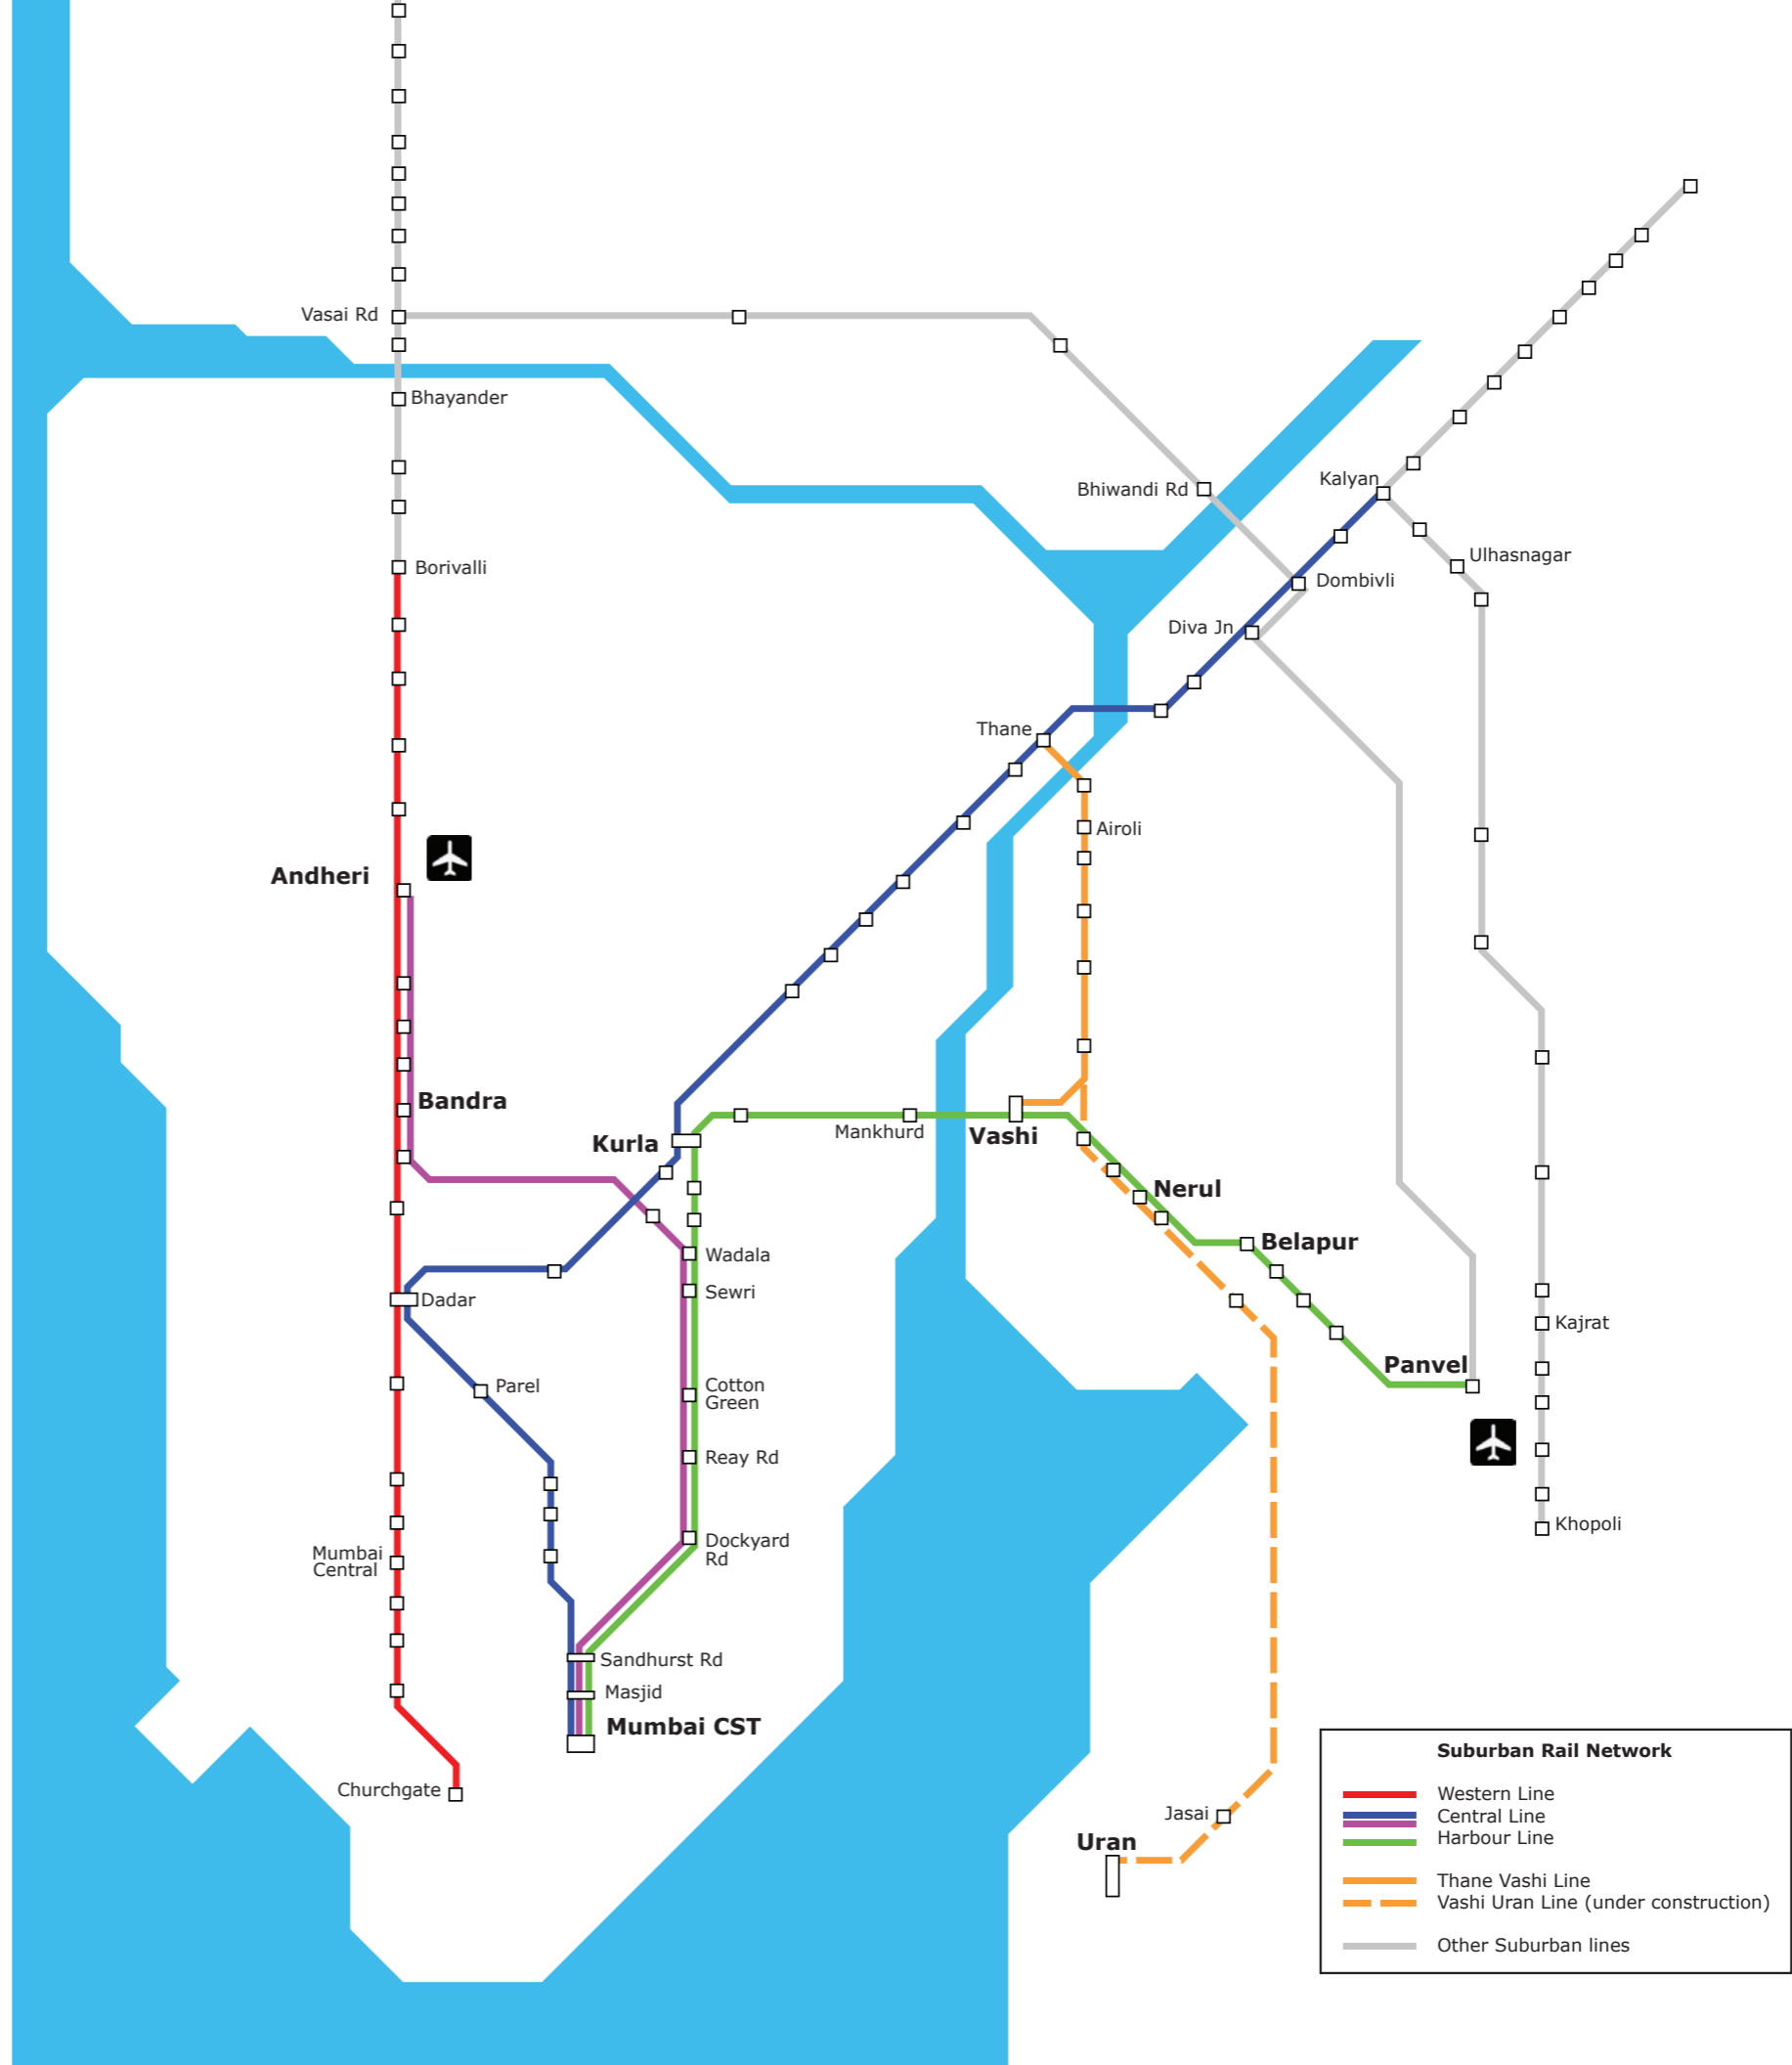 Vasai Rd
Bhayander
Bhiwandi Rd
Kalyan
Ulhasnagar
Borivalli
Dombivli
Diva Jn
Thane
Airoli
Andheri
Bandra
Mankhurd
Vashi
Kurla
Nerul
Belapur
Wadala
Sewri
Dadar
Kajrat
Panvel
Parel
Cotton
Green
Reay Rd
Khopoli
Dockyard
Rd
Mumbai
Central
Sandhurst Rd
Masjid
Mumbai CST
Churchgate
Jasai
Uran
Suburban Rail Network
Western Line
Central Line
Harbour Line
Thane Vashi Line
Vashi Uran Line (under construction)
Other Suburban lines